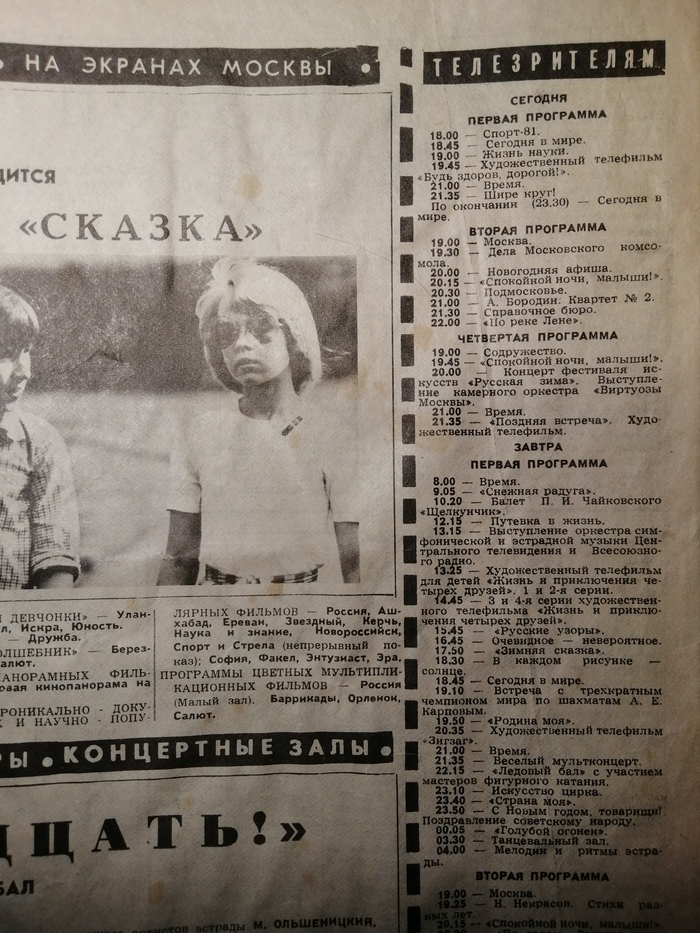 НА ЭКРАНАХ МОСКВЫ
ДИТСЯ
«СКАЗКА»
ДЕВЧОНКИ» — Улан-
л, Искра, Юность.
— Дружба.
ОЛШЕБНИК» — Берез-
алют.
АНОРАМНЫХ ФИЛЬ-
овая кинопанорама на
РОНИКАЛЬНО - ДОКУ-
Х И НАУЧНО - ПОПУ-
ЛЯРНЫХ ФИЛЬМОВ — Россия, Аш-
хабад, Ереван, Звездный, Керчь,
Наука и знание, Новороссийск,
Спорт и Стрела (непрерывный по-
каз); София, Факел, Энтузиаст, Эра.
ПРОГРАММЫ ЦВЕТНЫХ МУЛЬТИПЛИ-
КАЦИОННЫХ ФИЛЬМОВ — Россия
(Малый зал). Баррикады, Орленок,
Салют.
РЫ • КОНЦЕРТНЫЕ ЗАЛЫ •
ДЦАТЬ!»
БАЛ
артистов эстрады М. ОЛЬШЕНИЦКИЙ,
ТЕЛЕЗРИТЕЛЯМ
СЕГОДНЯ
ПЕРВАЯ ПРОГРАММА
18.00 — Спорт-81.
18.45 — Сегодня в мире.
19.00 — Жизнь науки.
19.45 — Художественный телефильм
«Будь здоров, дорогой!».
21.00 — Время.
21.35 — Шире круг!
По окончании (23.30) — Сегодня в
мире.
ВТОРАЯ ПРОГРАММА
19.00 — Москва.
19.30 — Дела Московского комсо-
мола.
20.00 — Новогодняя афиша.
20.15 — «Спокойной ночи, малыши!».
20.30 — Подмосковье.
21.00 — А. Бородин. Квартет № 2.
21.30 — Справочное бюро.
22.00 — «По реке Лене».
ЧЕТВЕРТАЯ ПРОГРАММА
19.00 — Содружество.
19.45 — «Спокойной ночи, малыши!».
20.00 — Концерт фестиваля ис-
кусств «Русская зима». Выступле-
ние камерного оркестра «Виртуозы
Москвы».
21.00 — Время.
21.35 — «Поздняя встреча». Худо-
жественный телефильм.
ЗАВТРА
ПЕРВАЯ ПРОГРАММА
8.00 — Время.
9.05 — «Снежная радуга».
10.20 — Балет П. И. Чайковского
«Щелкунчик».
12.15 — Путевка в жизнь.
13.15 — Выступление оркестра сим-
фонической и эстрадной музыки Цен-
трального телевидения и Всесоюзно-
го радио.
13.25 — Художественный телефильм
для детей «Жизнь и приключения че-
тырех друзей». 1 и 2-я серии.
14.45 — 3 и 4-я серии художествен-
ного телефильма «Жизнь и приклю-
чения четырех друзей».
15.45 — «Русские узоры».
16.45 — Очевидное — невероятное.
17.50 — «Зимняя сказка».
18.30 — В каждом рисунке —
солнце.
18.45 — Сегодня в мире.
19.10 — Встреча с трехкратным
чемпионом мира по шахматам А. Е.
Карповым.
19.50 — «Родина моя».
20.35 — Художественный телефильм
«Зигзаг».
21.00 — Время.
21.35 — Веселый мультконцерт.
22.15 — «Ледовый бал» с участием
мастеров фигурного катания.
23.10 — Искусство цирка.
23.40 — «Страна моя».
23.50 — С Новым годом, товарищи!
Поздравление советскому народу.
00.05 — «Голубой огонек».
03.30 — Танцевальный зал.
04.00 — Мелодии и ритмы эстра-
ды.
ВТОРАЯ ПРОГРАММА
19.00 — Москва.
19.25 — Н. Некрасов. Стихи раз-
ных лет.
20.15 — «Спокойной ночи, малыши!».